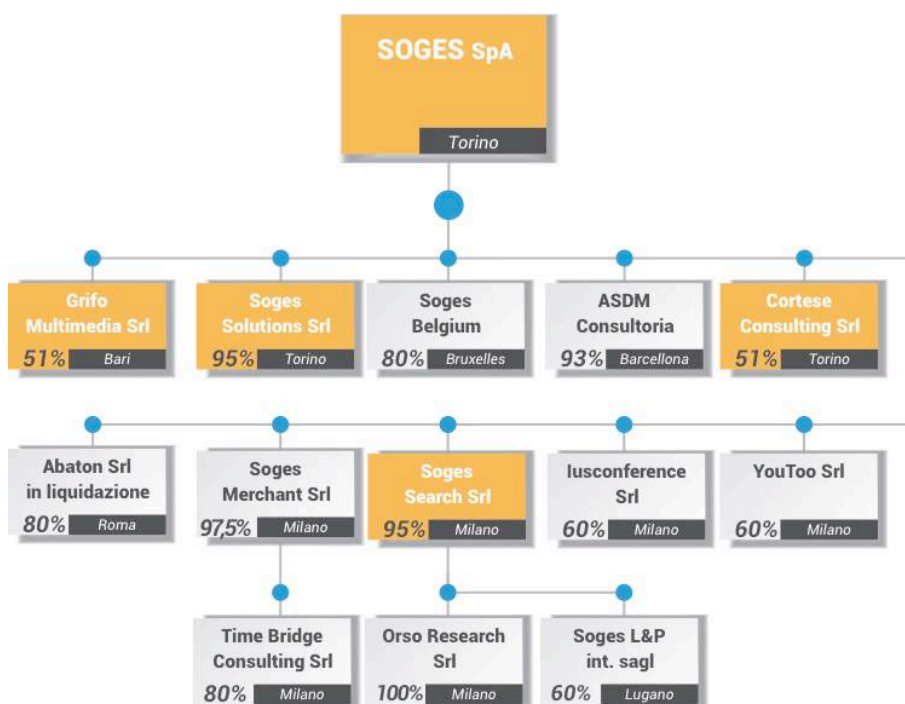 SOGES SpA
Torino
Grifo
Multimedia Srl
51% Bari
Soges
Solutions Srl
95% Torino
Soges
Belgium
80% Bruxelles
ASDM
Consultoria
93% Barcellona
Cortese
Consulting Srl
51% Torino
Abaton Srl
in liquidazione
80% Roma
Soges
Merchant Srl
97,5% Milano
Soges
Search Srl
95% Milano
Iusconference
Srl
60% Milano
YouToo Srl
60% Milano
Time Bridge
Consulting Srl
80% Milano
Orso Research
Srl
100% Milano
Soges L&P
int. sagl
60% Lugano